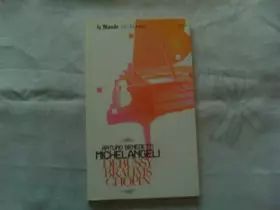 le Monde
ARTURO BENEDETTI
MICHELANGELI
DEBUSSY
BRAHMS
CHOPIN